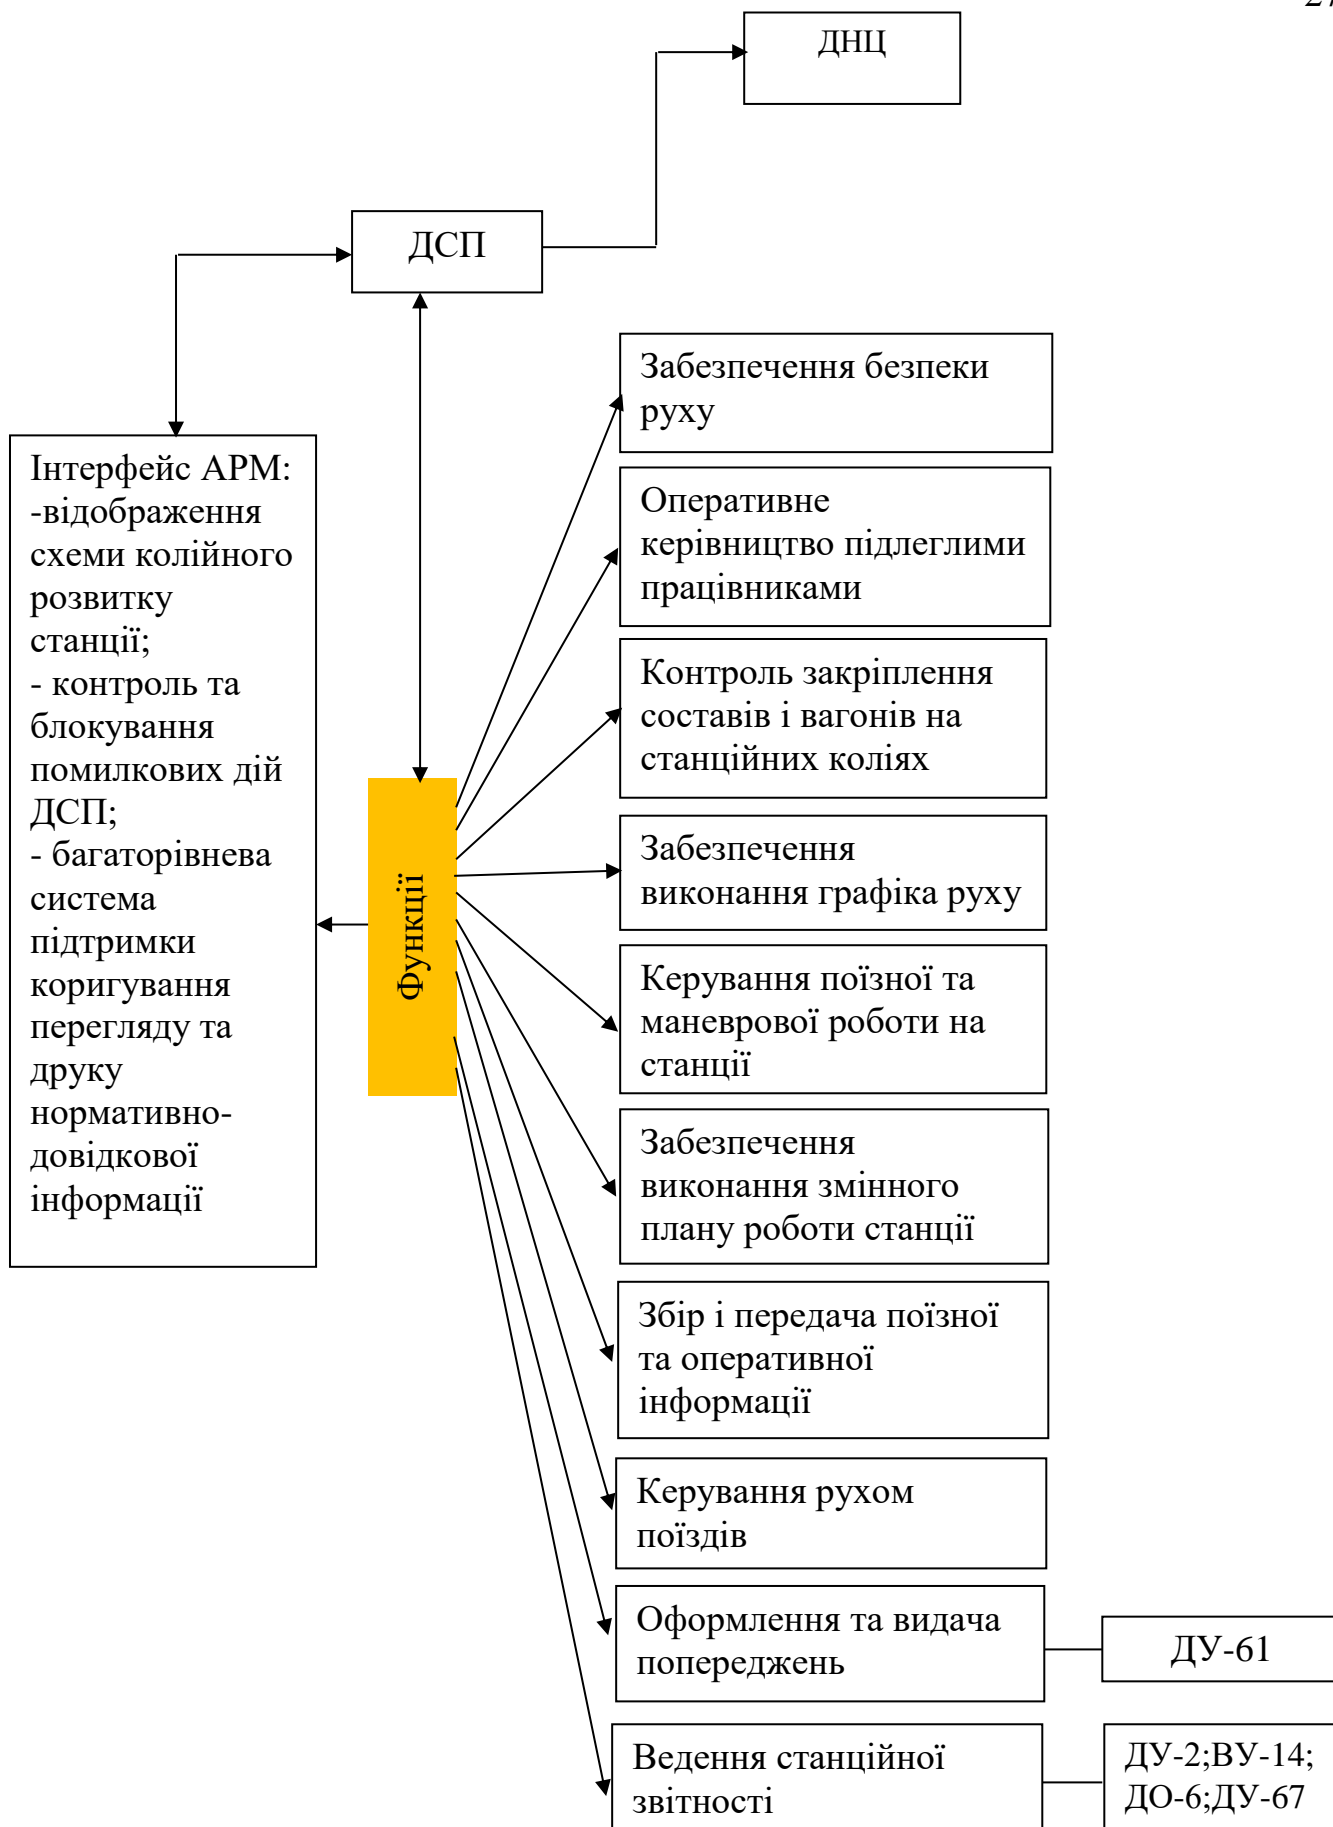 27
ДНЦ
ДСП
Забезпечення безпеки
руху
Інтерфейс АРМ:
-відображення
схеми колійного
розвитку
станції;
- контроль та
блокування
помилкових дій
ДСП;
- багаторівнева
система
підтримки
коригування
перегляду та
друку
нормативно-
довідкової
інформації
Оперативне
керівництво підлеглими
працівниками
Контроль закріплення
составів і вагонів на
станційних коліях
Функції
Забезпечення
виконання графіка руху
Керування поїзної та
маневрової роботи на
станції
Забезпечення
виконання змінного
плану роботи станції
Збір і передача поїзної
та оперативної
інформації
Керування рухом
поїздів
Оформлення та видача
попереджень
ДУ-61
Ведення станційної
звітності
ДУ-2;ВУ-14;
ДО-6;ДУ-67